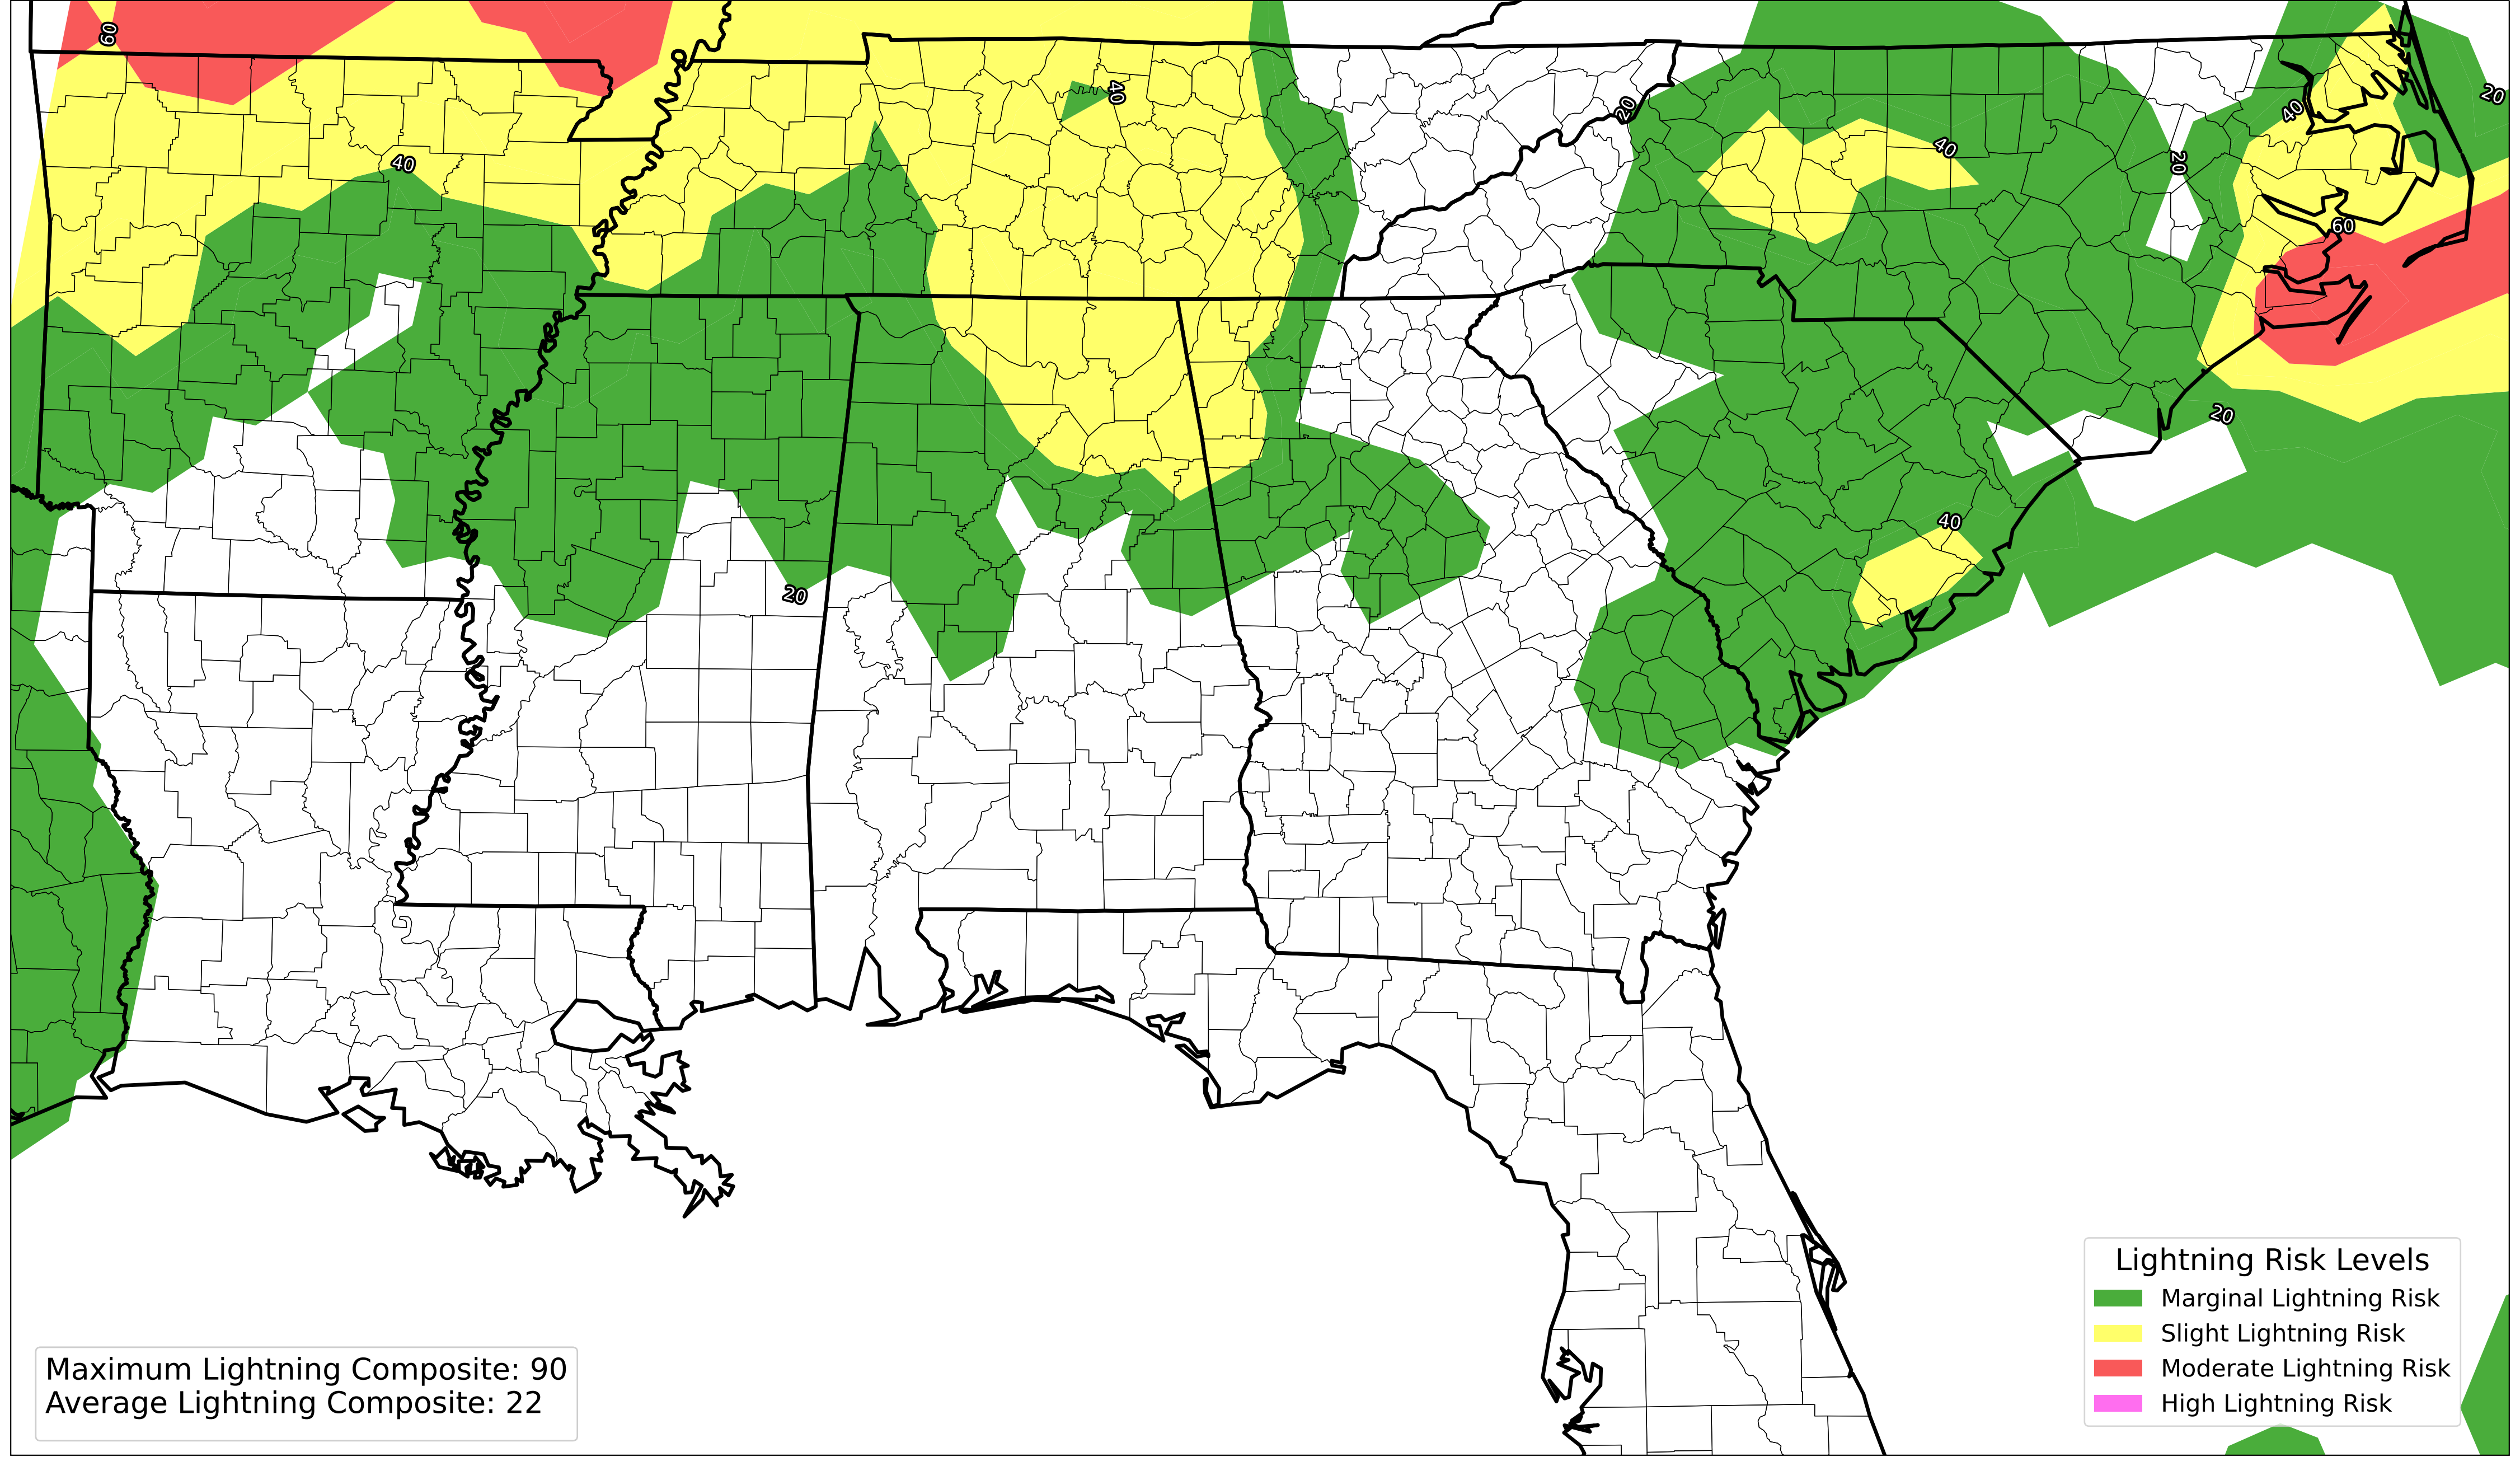 60
40
20
40
40
20
20
40
60
20
40
20
40
20
Lightning Risk Levels
Marginal Lightning Risk
Slight Lightning Risk
Moderate Lightning Risk
High Lightning Risk
Maximum Lightning Composite: 90
Average Lightning Composite: 22